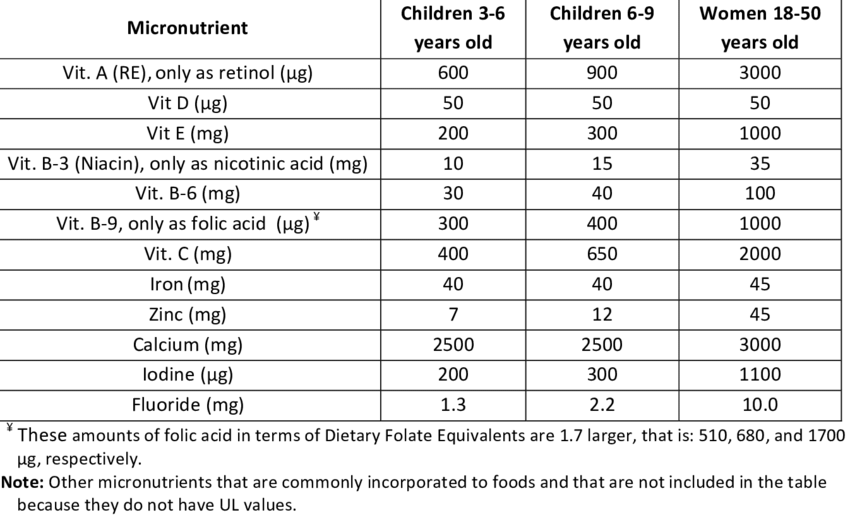 Micronutrient Children 3-6 years old Children 6-9 years old Women 18-50 years old
Vit. A (RE), only as retinol (µg) 600 900 3000
Vit D (µg) 50 50 50
Vit E (mg) 200 300 1000
Vit. B-3 (Niacin), only as nicotinic acid (mg) 10 15 35
Vit. B-6 (mg) 30 40 100
Vit. B-9, only as folic acid (µg) ¥ 300 400 1000
Vit. C (mg) 400 650 2000
Iron (mg) 40 40 45
Zinc (mg) 7 12 45
Calcium (mg) 2500 2500 3000
Iodine (µg) 200 300 1100
Fluoride (mg) 1.3 2.2 10.0
¥ These amounts of folic acid in terms of Dietary Folate Equivalents are 1.7 larger, that is: 510, 680, and 1700
µg, respectively.
Note: Other micronutrients that are commonly incorporated to foods and that are not included in the table
because they do not have UL values.